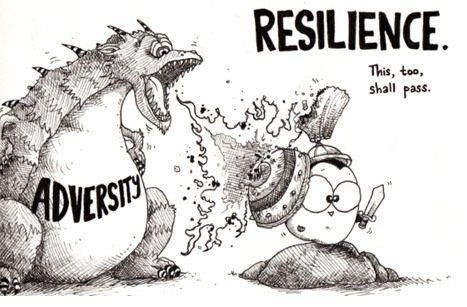 RESILIENCE.
This, too,
shall pass.
ADVERSITY